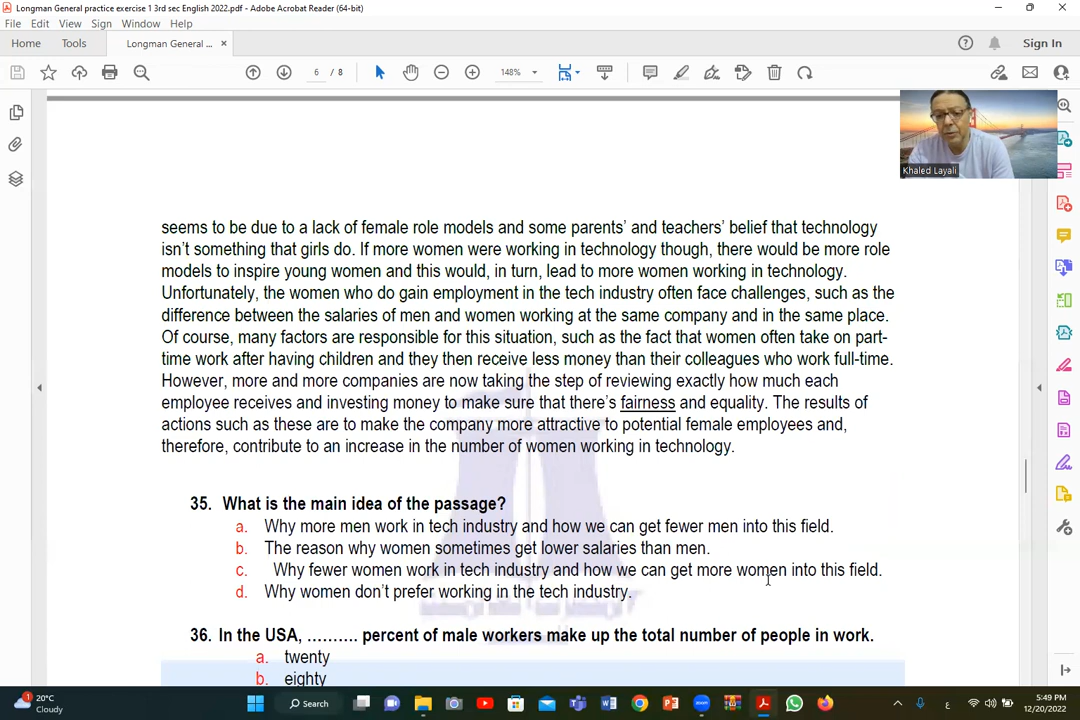 Longman General practice exercise 1 3rd sec English 2022.pdf - Adobe Acrobat Reader (64-bit)
File Edit View Sign Window Help
Home Tools Longman General ... × Sign In
6 / 8 148%
Khaled Layali
seems to be due to a lack of female role models and some parents’ and teachers’ belief that technology
isn’t something that girls do. If more women were working in technology though, there would be more role
models to inspire young women and this would, in turn, lead to more women working in technology.
Unfortunately, the women who do gain employment in the tech industry often face challenges, such as the
difference between the salaries of men and women working at the same company and in the same place.
Of course, many factors are responsible for this situation, such as the fact that women often take on part-
time work after having children and they then receive less money than their colleagues who work full-time.
However, more and more companies are now taking the step of reviewing exactly how much each
employee receives and investing money to make sure that there’s fairness and equality. The results of
actions such as these are to make the company more attractive to potential female employees and,
therefore, contribute to an increase in the number of women working in technology.
35. What is the main idea of the passage?
a. Why more men work in tech industry and how we can get fewer men into this field.
b. The reason why women sometimes get lower salaries than men.
c. Why fewer women work in tech industry and how we can get more women into this field.
d. Why women don’t prefer working in the tech industry.
36. In the USA, .......... percent of male workers make up the total number of people in work.
a. twenty
b. eighty
1
20°C
Cloudy
Search
ع
5:49 PM
12/20/2022